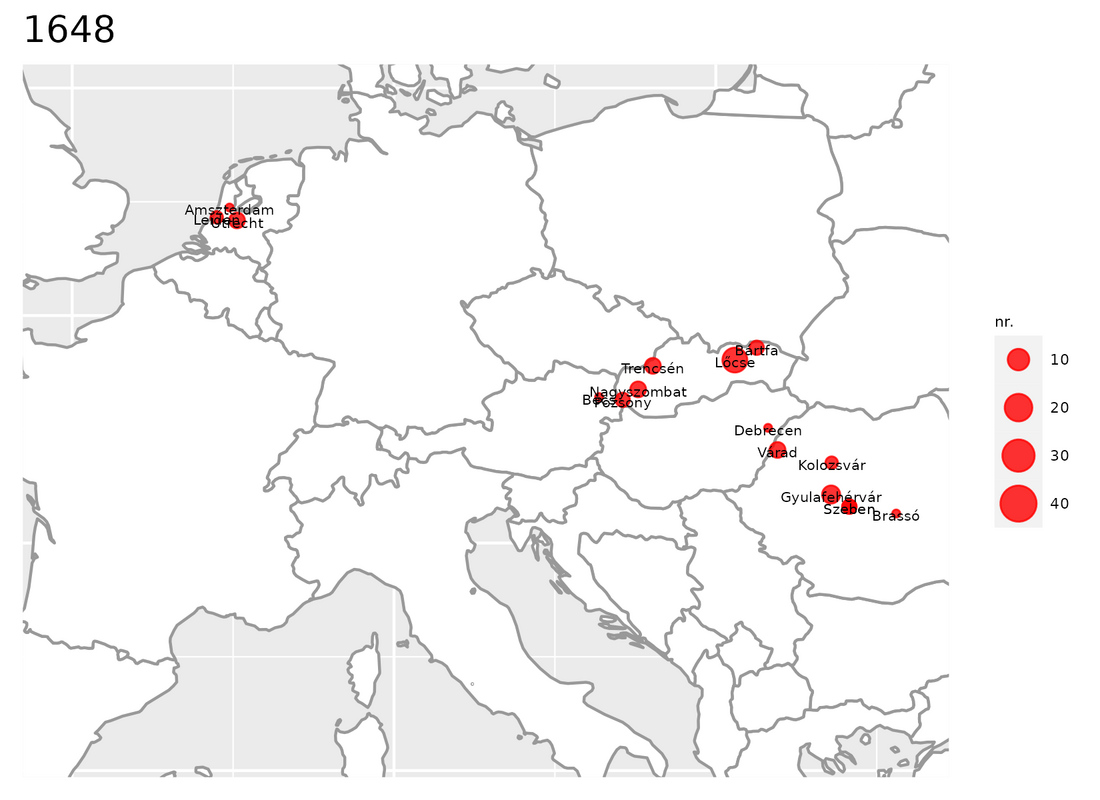 1648
Amszterdam
Leiden
Utrecht
nr.
10
Bártfa
Lőcse
Trencsén
Nagyszombat
Bécs
Pozsony
20
Debrecen
Várad
30
Kolozsvár
Gyulafehérvár
40
Szeben
Brassó